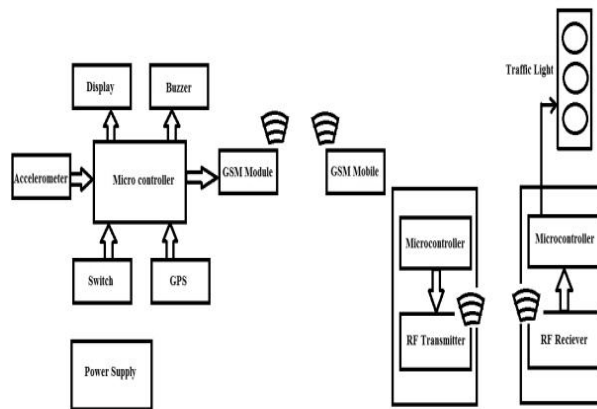 Traffic Light
Display
Buzzer
Accelerometer
Micro controller
GSM Module
GSM Mobile
Switch
GPS
Microcontroller
Microcontroller
RF Transmitter
RF Reciever
Power Supply